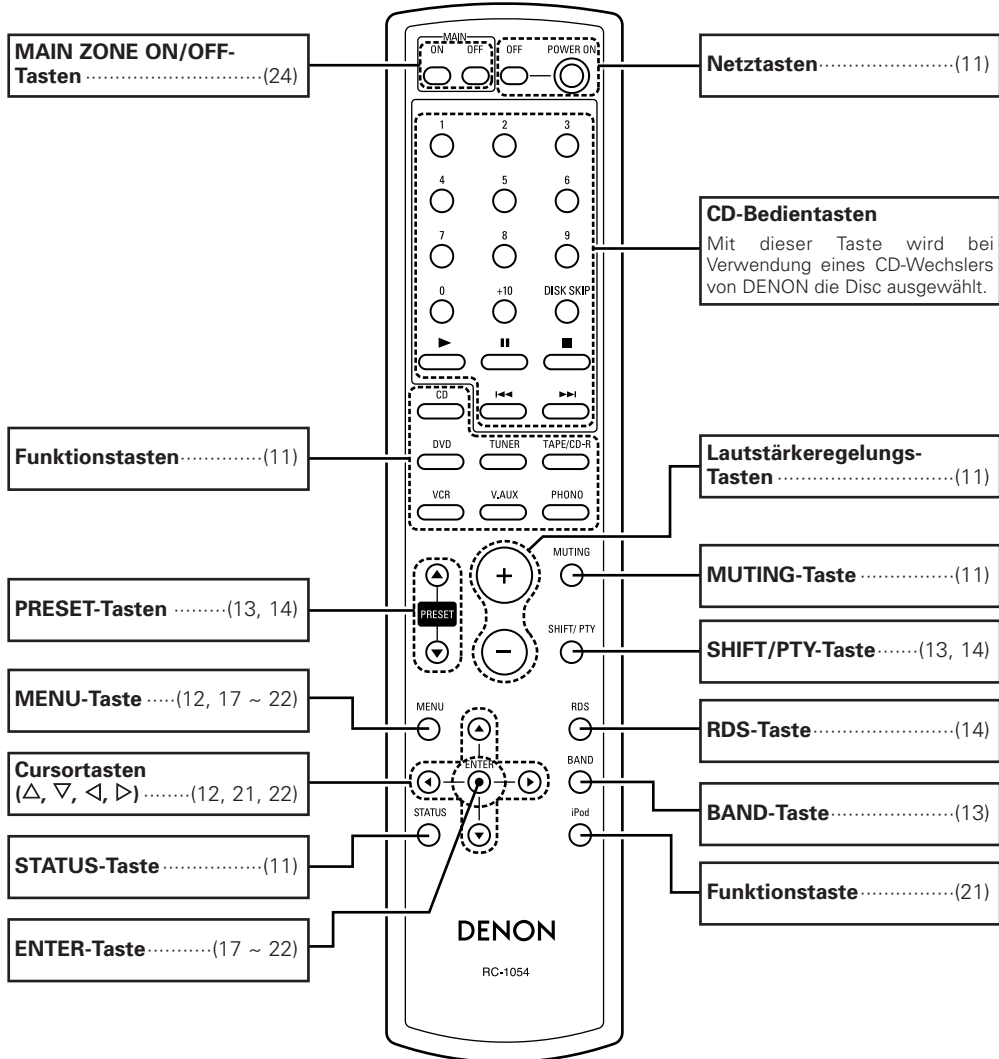 MAIN ZONE ON/OFF-
Tasten ····························(24)
Funktionstasten··············(11)
PRESET-Tasten ·········(13, 14)
MENU-Taste ·····(12, 17 ~ 22)
Cursortasten
(△, ▽, ◁, ▷) ········(12, 21, 22)
STATUS-Taste·················(11)
ENTER-Taste···········(17 ~ 22)
MAIN
ON OFF OFF POWER ON
1 2 3
4 5 6
7 8 9
0 +10 DISK SKIP
► ⏸ ■
CD ⏮ ⏭
DVD TUNER TAPE/CD-R
VCR V.AUX PHONO
MUTING
+
PRESET
SHIFT/ PTY
−
MENU RDS
ENTER BAND
STATUS iPod
DENON
RC-1054
Netztasten······················(11)
CD-Bedientasten
Mit dieser Taste wird bei
Verwendung eines CD-Wechslers
von DENON die Disc ausgewählt.
Lautstärkeregelungs-
Tasten ·····························(11)
MUTING-Taste ················(11)
SHIFT/PTY-Taste·······(13, 14)
RDS-Taste·······················(14)
BAND-Taste····················(13)
Funktionstaste················(21)